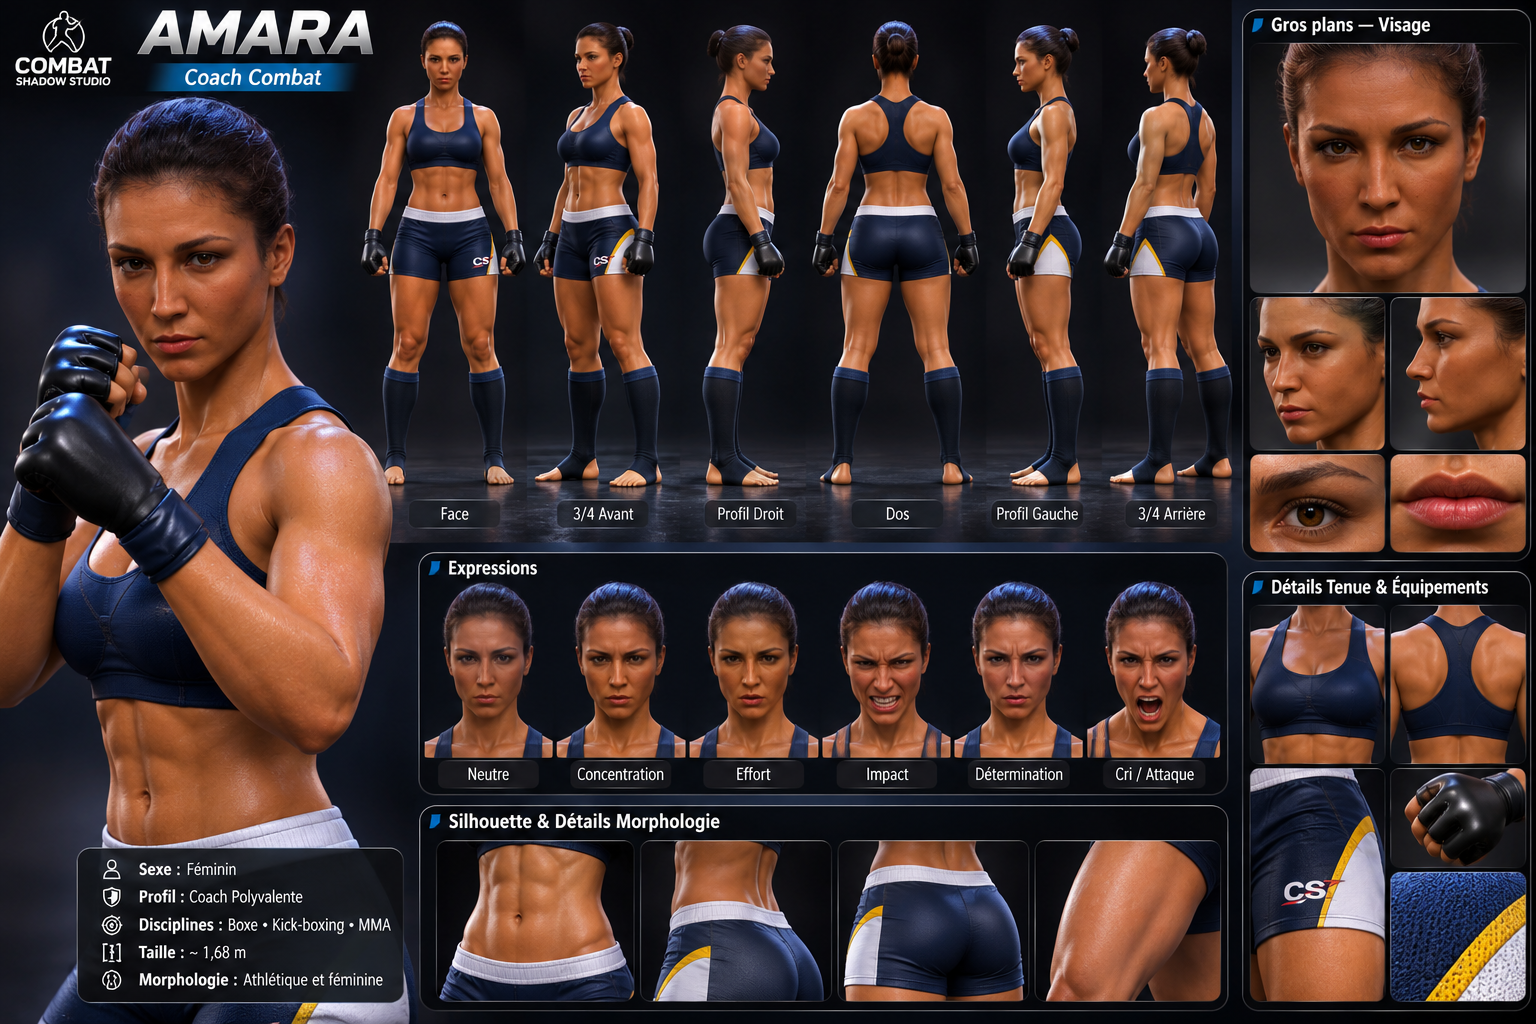 COMBAT
SHADOW STUDIO
AMARA
Coach Combat
Face
3/4 Avant
Profil Droit
Dos
Profil Gauche
3/4 Arrière
Gros plans — Visage
Expressions
Neutre
Concentration
Effort
Impact
Détermination
Cri / Attaque
Silhouette & Détails Morphologie
Détails Tenue & Équipements
Sexe : Féminin
Profil : Coach Polyvalente
Disciplines : Boxe • Kick-boxing • MMA
Taille : ~ 1,68 m
Morphologie : Athlétique et féminine
CS
CS
CS